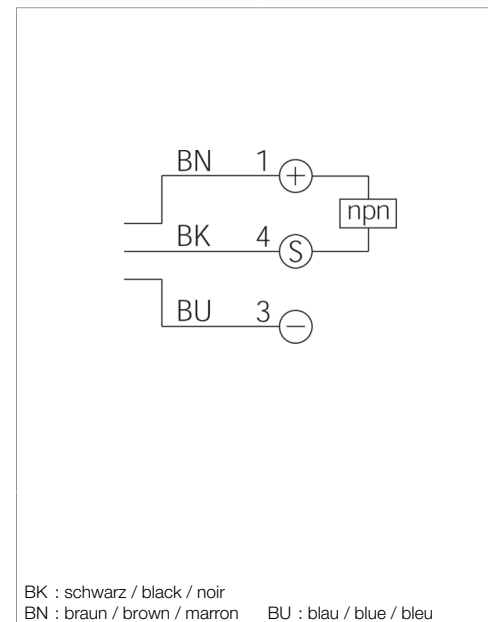 BN 1 +
npn
BK 4 S
BU 3 −
BK : schwarz / black / noir
BN : braun / brown / marron BU : blau / blue / bleu